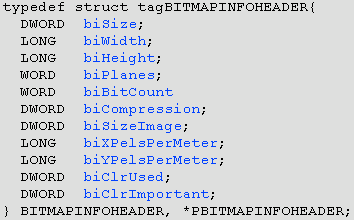 typedef struct tagBITMAPINFOHEADER{
DWORD biSize;
LONG biWidth;
LONG biHeight;
WORD biPlanes;
WORD biBitCount
DWORD biCompression;
DWORD biSizeImage;
LONG biXPelsPerMeter;
LONG biYPelsPerMeter;
DWORD biClrUsed;
DWORD biClrImportant;
} BITMAPINFOHEADER, *PBITMAPINFOHEADER;